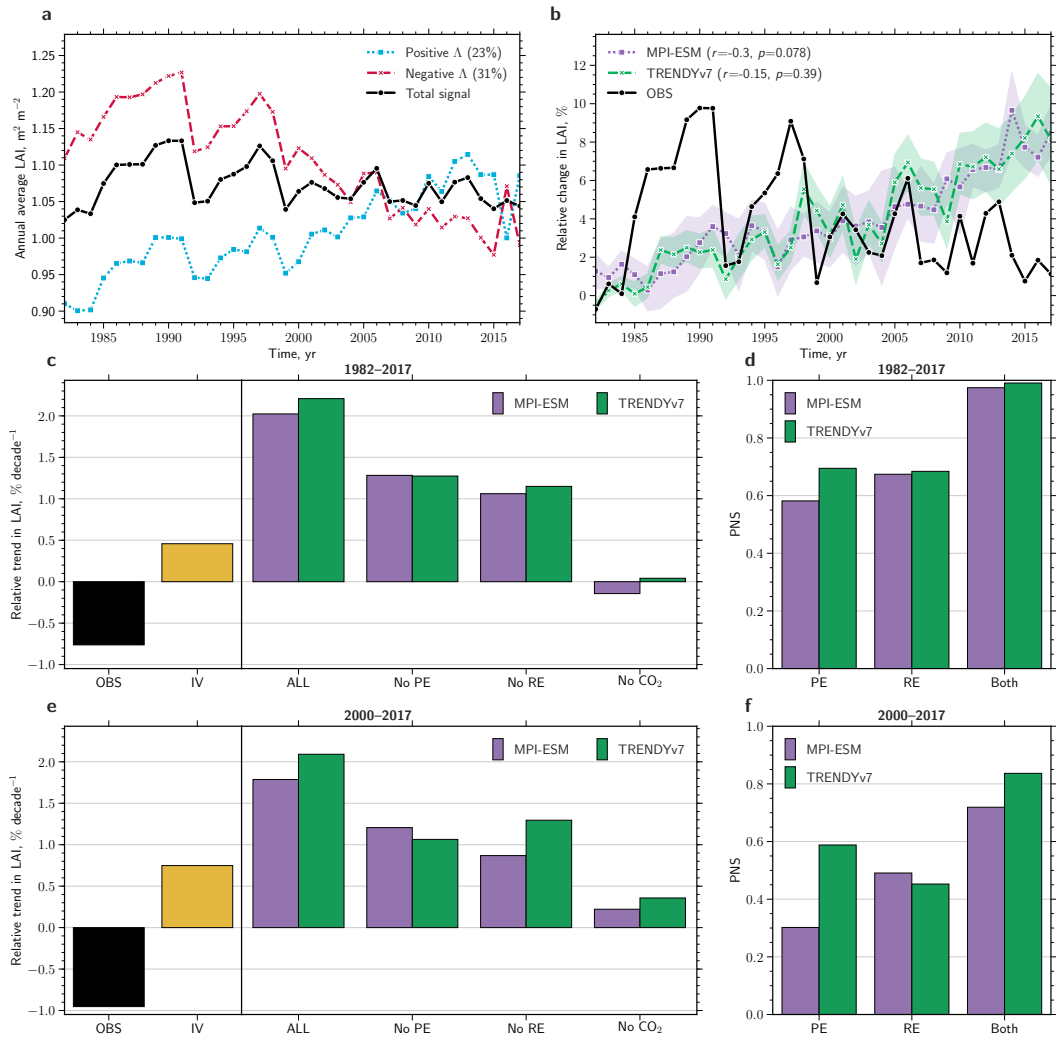 a
Annual average LAI, m² m⁻²
1.25
1.20
1.15
1.10
1.05
1.00
0.95
0.90
Positive Λ (23%)
Negative Λ (31%)
Total signal
1985 1990 1995 2000 2005 2010 2015
Time, yr
b
Relative change in LAI, %
12
10
8
6
4
2
0
MPI-ESM (r=-0.3, p=0.078)
TRENDYv7 (r=-0.15, p=0.39)
OBS
1985 1990 1995 2000 2005 2010 2015
Time, yr
c
1982–2017
Relative trend in LAI, % decade⁻¹
2.0
1.5
1.0
0.5
0.0
−0.5
−1.0
MPI-ESM TRENDYv7
OBS IV ALL No PE No RE No CO₂
d
1982–2017
PNS
1.0
0.8
0.6
0.4
0.2
0.0
MPI-ESM
TRENDYv7
PE RE Both
e
2000–2017
Relative trend in LAI, % decade⁻¹
2.0
1.5
1.0
0.5
0.0
−0.5
−1.0
MPI-ESM TRENDYv7
OBS IV ALL No PE No RE No CO₂
f
2000–2017
PNS
1.0
0.8
0.6
0.4
0.2
0.0
MPI-ESM
TRENDYv7
PE RE Both